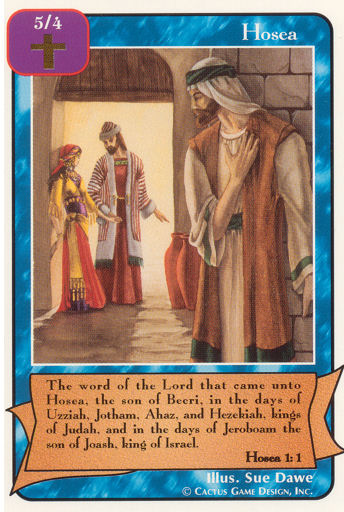 5/4
Hosea
The word of the Lord that came unto
Hosea, the son of Beeri, in the days of
Uzziah, Jotham, Ahaz, and Hezekiah, kings
of Judah, and in the days of Jeroboam the
son of Joash, king of Israel.
Hosea 1: 1
Illus. Sue Dawe
© Cactus Game Design, Inc.